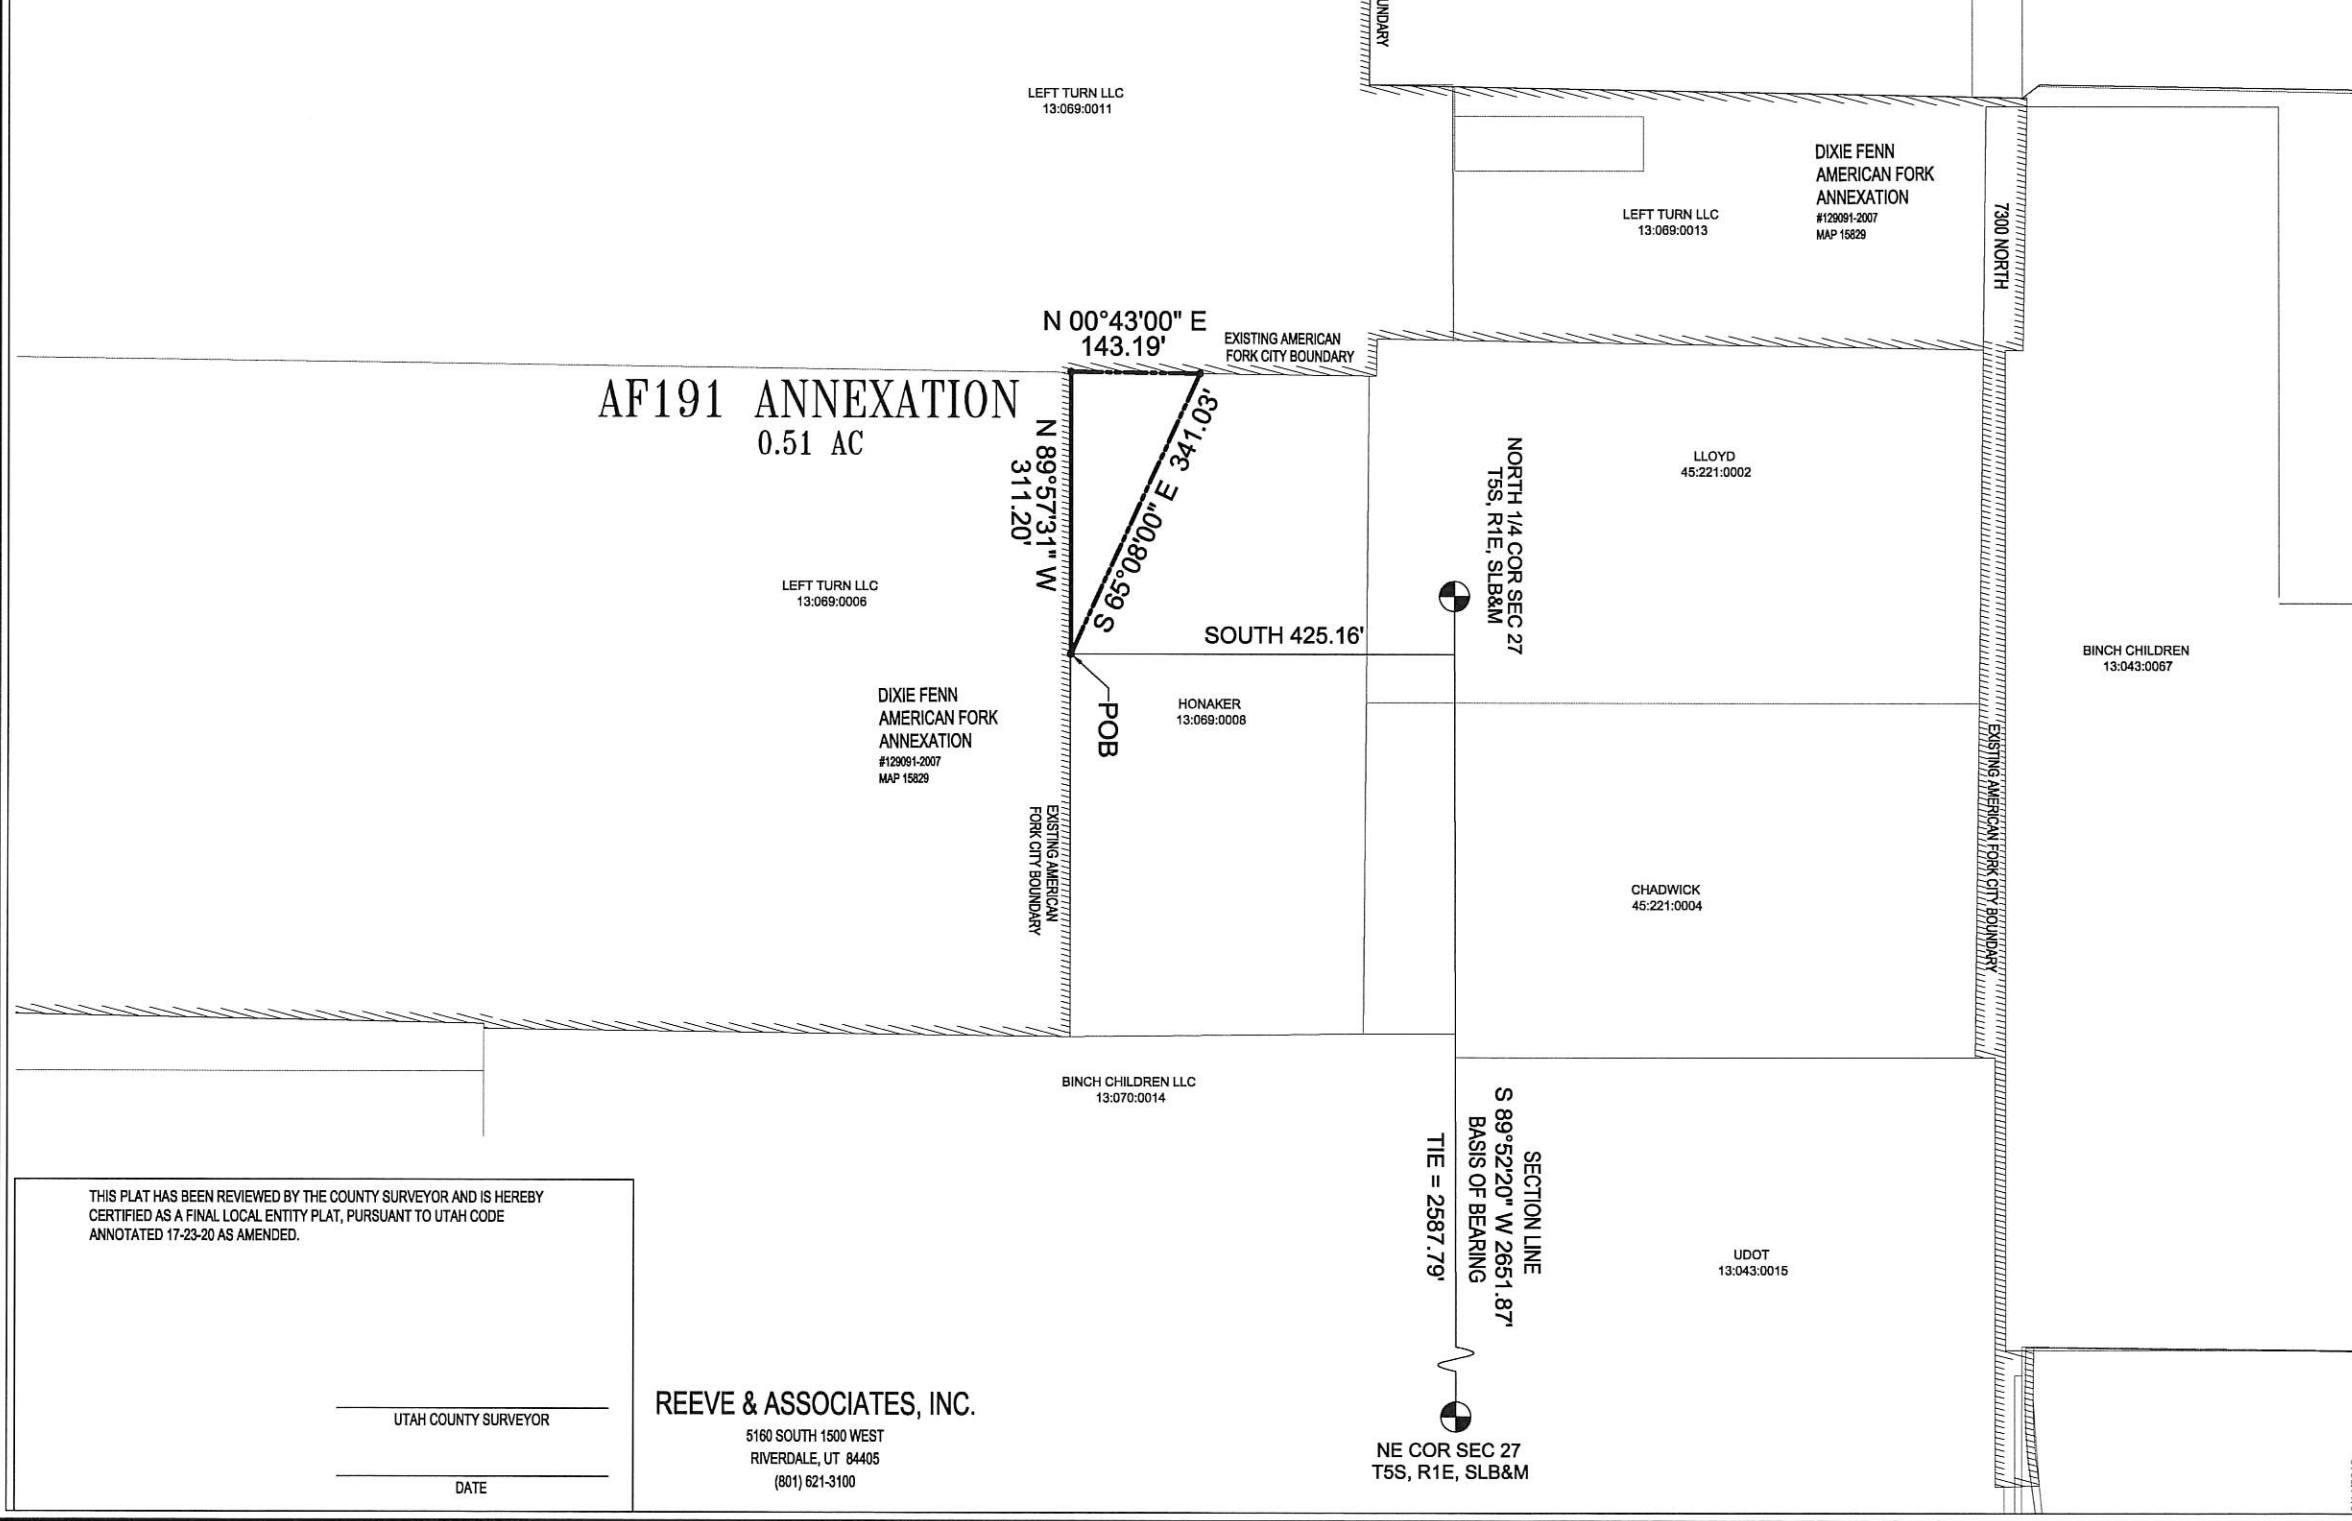 UNDARY
LEFT TURN LLC
13:069:0011
DIXIE FENN
AMERICAN FORK
ANNEXATION
#129091-2007
MAP 15829
LEFT TURN LLC
13:069:0013
7300 NORTH
N 00°43'00" E
143.19'
EXISTING AMERICAN
FORK CITY BOUNDARY
AF191 ANNEXATION
0.51 AC
N 89°57'31" W
311.20'
S 65°08'00" E 341.03'
NORTH 1/4 COR SEC 27
T5S, R1E, SLB&M
LLOYD
45:221:0002
LEFT TURN LLC
13:069:0006
SOUTH 425.16'
BINCH CHILDREN
13:043:0067
DIXIE FENN
AMERICAN FORK
ANNEXATION
#129091-2007
MAP 15829
POB
HONAKER
13:069:0008
EXISTING AMERICAN
FORK CITY BOUNDARY
EXISTING AMERICAN FORK CITY BOUNDARY
CHADWICK
45:221:0004
BINCH CHILDREN LLC
13:070:0014
SECTION LINE
S 89°52'20" W 2651.87'
BASIS OF BEARING
TIE = 2587.79'
UDOT
13:043:0015
THIS PLAT HAS BEEN REVIEWED BY THE COUNTY SURVEYOR AND IS HEREBY
CERTIFIED AS A FINAL LOCAL ENTITY PLAT, PURSUANT TO UTAH CODE
ANNOTATED 17-23-20 AS AMENDED.
UTAH COUNTY SURVEYOR
DATE
REEVE & ASSOCIATES, INC.
5160 SOUTH 1500 WEST
RIVERDALE, UT 84405
(801) 621-3100
NE COR SEC 27
T5S, R1E, SLB&M